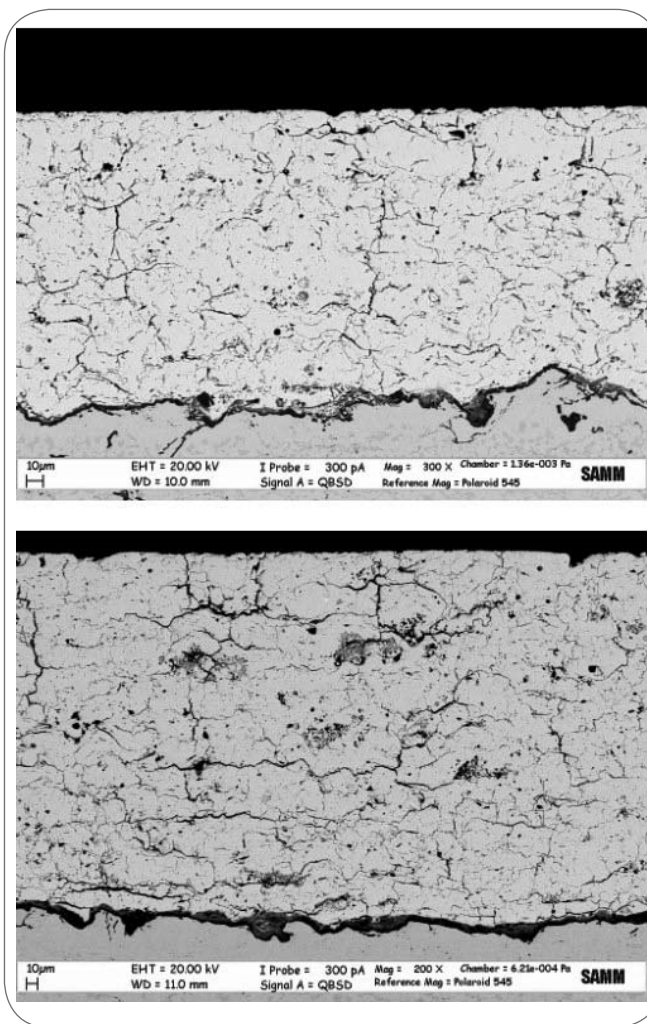 10µm EHT = 20.00 kV I Probe = 300 pA Mag = 300 X Chamber = 1.36e-003 Pa SAMM
WD = 10.0 mm Signal A = QBSD Reference Mag = Polaroid 545
10µm EHT = 20.00 kV I Probe = 300 pA Mag = 200 X Chamber = 6.21e-004 Pa SAMM
WD = 11.0 mm Signal A = QBSD Reference Mag = Polaroid 545